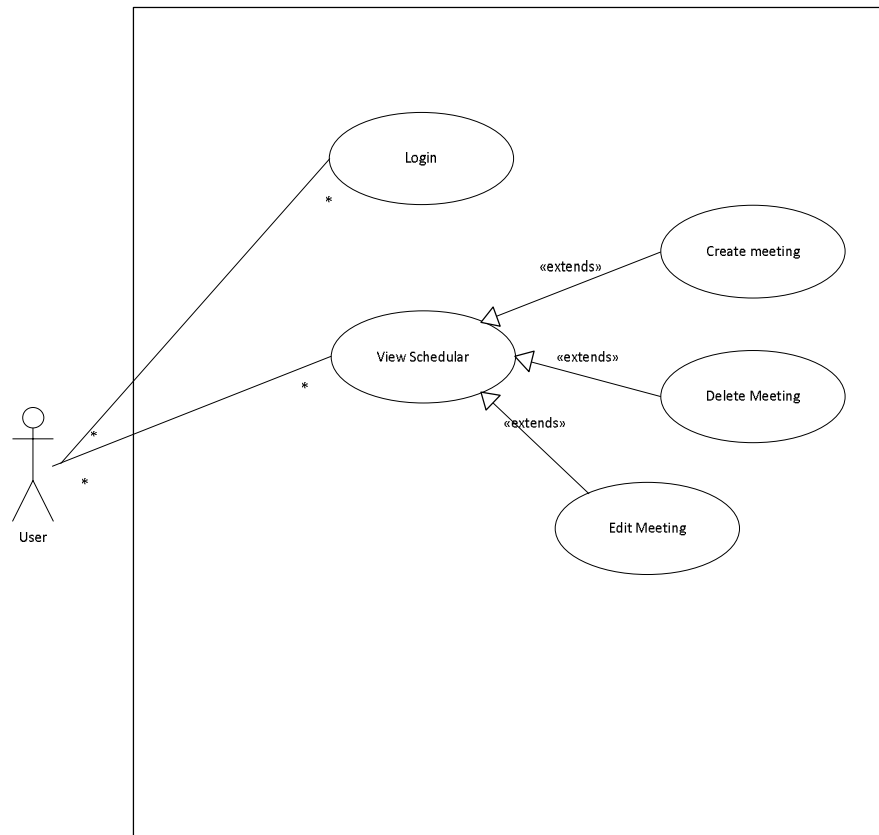 Login
*
Create meeting
«extends»
View Schedular
«extends»
*
Delete Meeting
«extends»
*
*
Edit Meeting
User